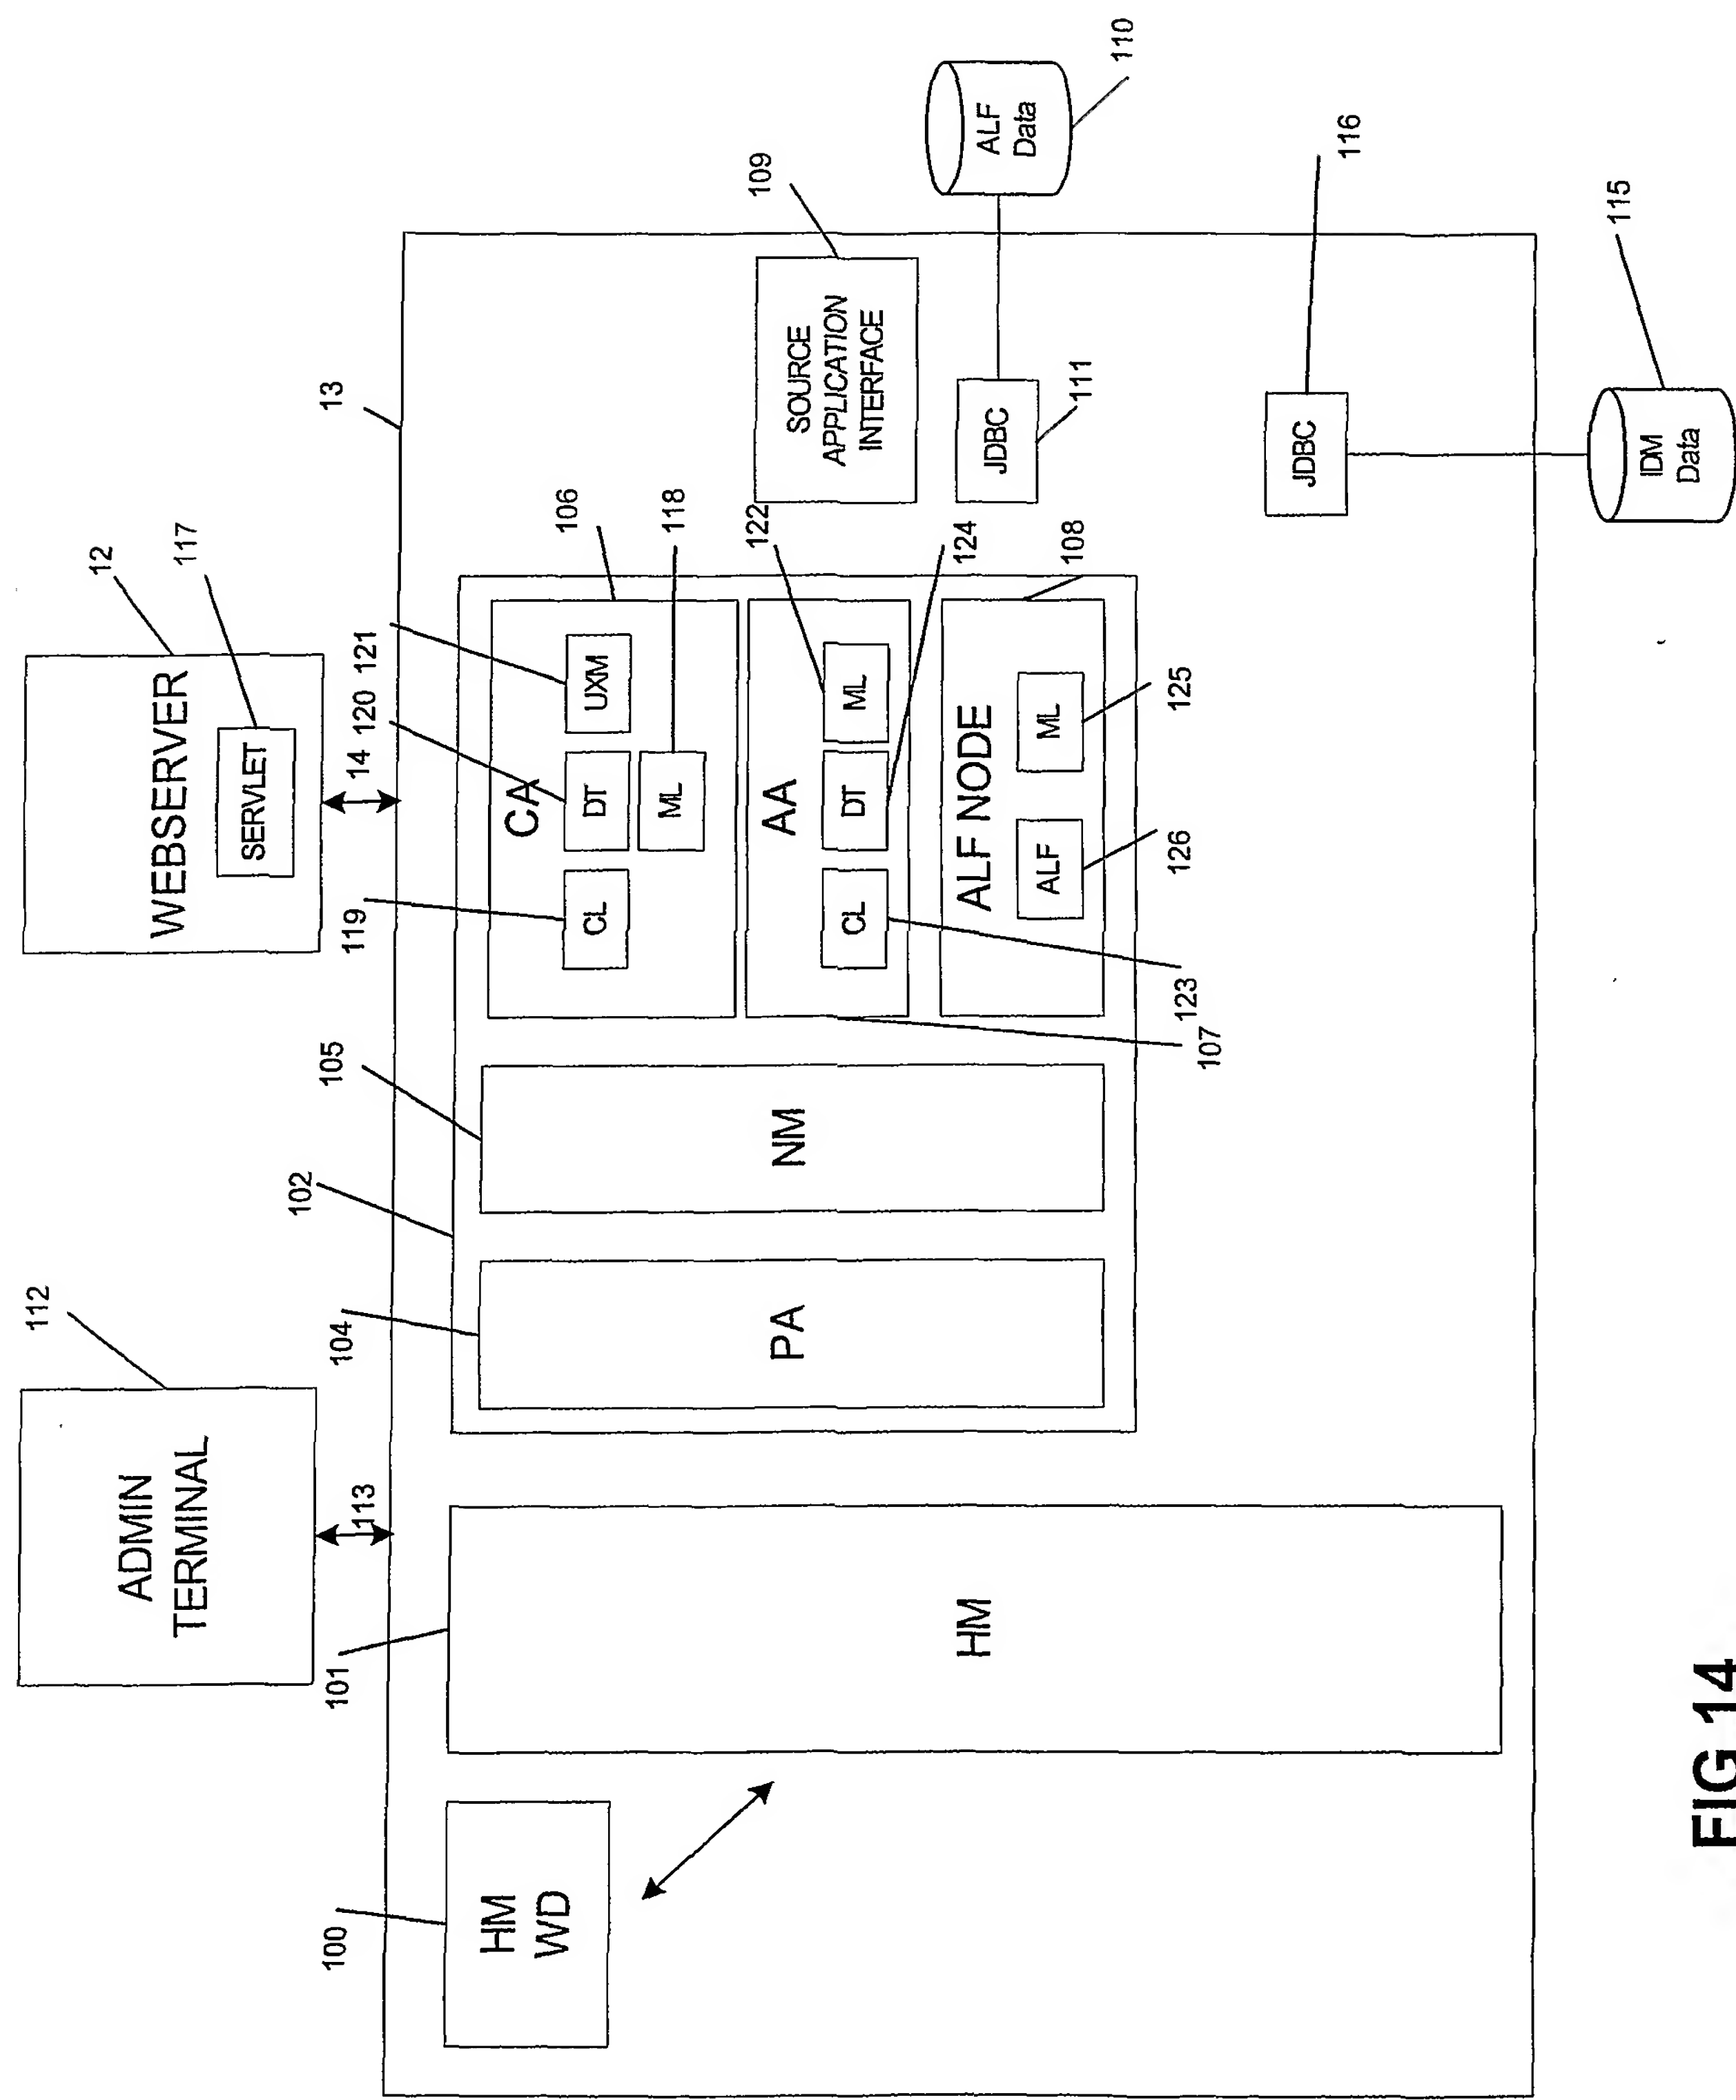 112
ADMIN
TERMINAL
113
12
117
WEBSERVER
SERVLET
14
13
101
104
102
105
119
120
121
106
118
100
HM
WD
HM
PA
NM
CA
CL
DT
UXM
ML
122
124
AA
CL
DT
ML
108
ALF NODE
ALF
ML
123
107
126
125
109
SOURCE
APPLICATION
INTERFACE
JDBC
111
ALF
Data
110
JDBC
116
IDM
Data
115
FIG 14